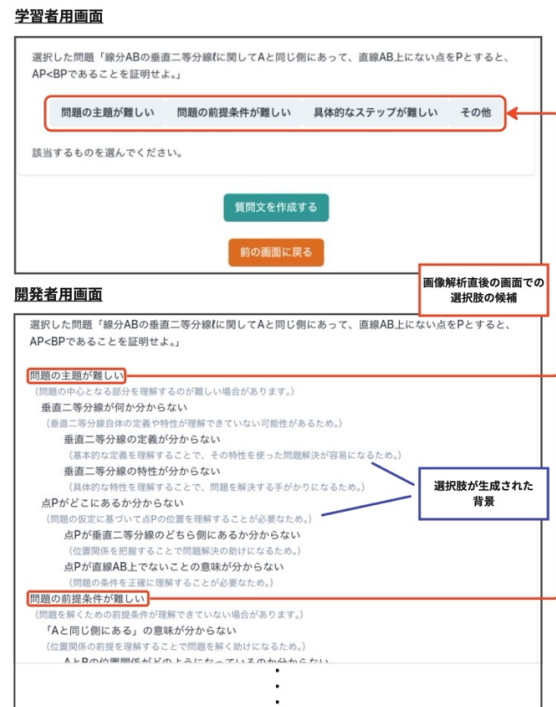 学習者用画面
選択した問題「線分ABの垂直二等分線ℓに関してAと同じ側にあって、直線AB上にない点をPとすると、
AP<BPであることを証明せよ。」
問題の主題が難しい 問題の前提条件が難しい 具体的なステップが難しい その他
該当するものを選んでください。
質問文を作成する
前の画面に戻る
画像解析直後の画面での
選択肢の候補
開発者用画面
選択した問題「線分ABの垂直二等分線ℓに関してAと同じ側にあって、直線AB上にない点をPとすると、
AP<BPであることを証明せよ。」
問題の主題が難しい
（問題の中心となる部分を理解するのが難しい場合があります。）
垂直二等分線が何か分からない
（垂直二等分線自体の定義や特性が理解できていない可能性があるため。）
垂直二等分線の定義が分からない
（基本的な定義を理解することで、その特性を使った問題解決が容易になるため。）
垂直二等分線の特性が分からない
（具体的な特性を理解することで、問題を解決する手がかりになるため。）
選択肢が生成された
背景
点Pがどこにあるか分からない
（問題の仮定に基づいて点Pの位置を理解することが必要なため。）
点Pが垂直二等分線のどちら側にあるか分からない
（位置関係を把握することで問題解決の助けになるため。）
点Pが直線AB上でないことの意味が分からない
（問題の条件を正確に理解することが必要なため。）
問題の前提条件が難しい
（問題を解くための前提条件が理解できていない場合があります。）
「Aと同じ側にある」の意味が分からない
（位置関係の前提を理解することで問題を解く助けになるため。）
AとBの位置関係がどのようになっているのか分からない